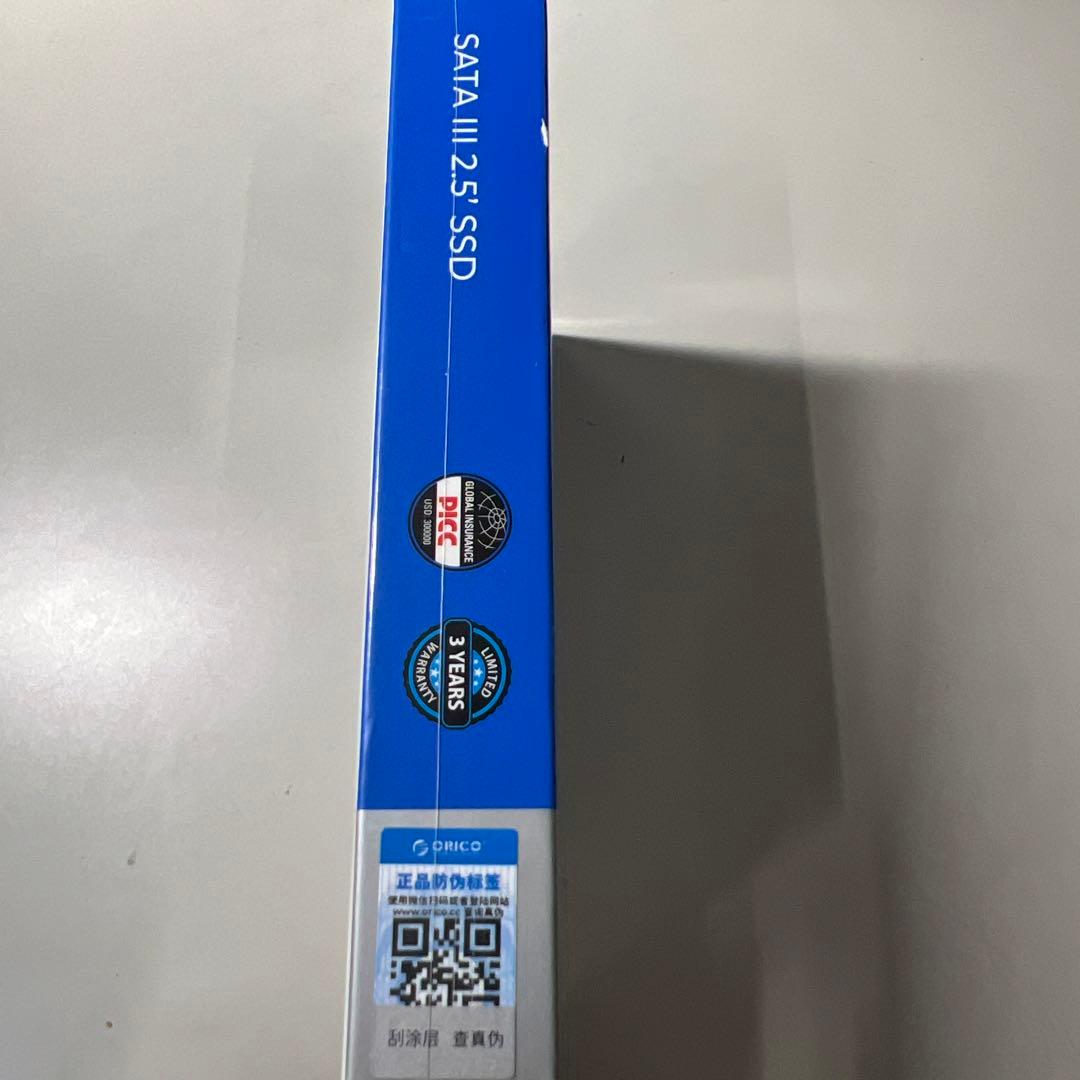 SATA III 2.5' SSD
GLOBAL INSURANCE
PICC
USD: 300000
LIMITED
3 YEARS
WARRANTY
ORICO
正品防伪标签
使用微信扫码或者登陆网站
www.orico.cc 查询真伪
刮涂层 查真伪